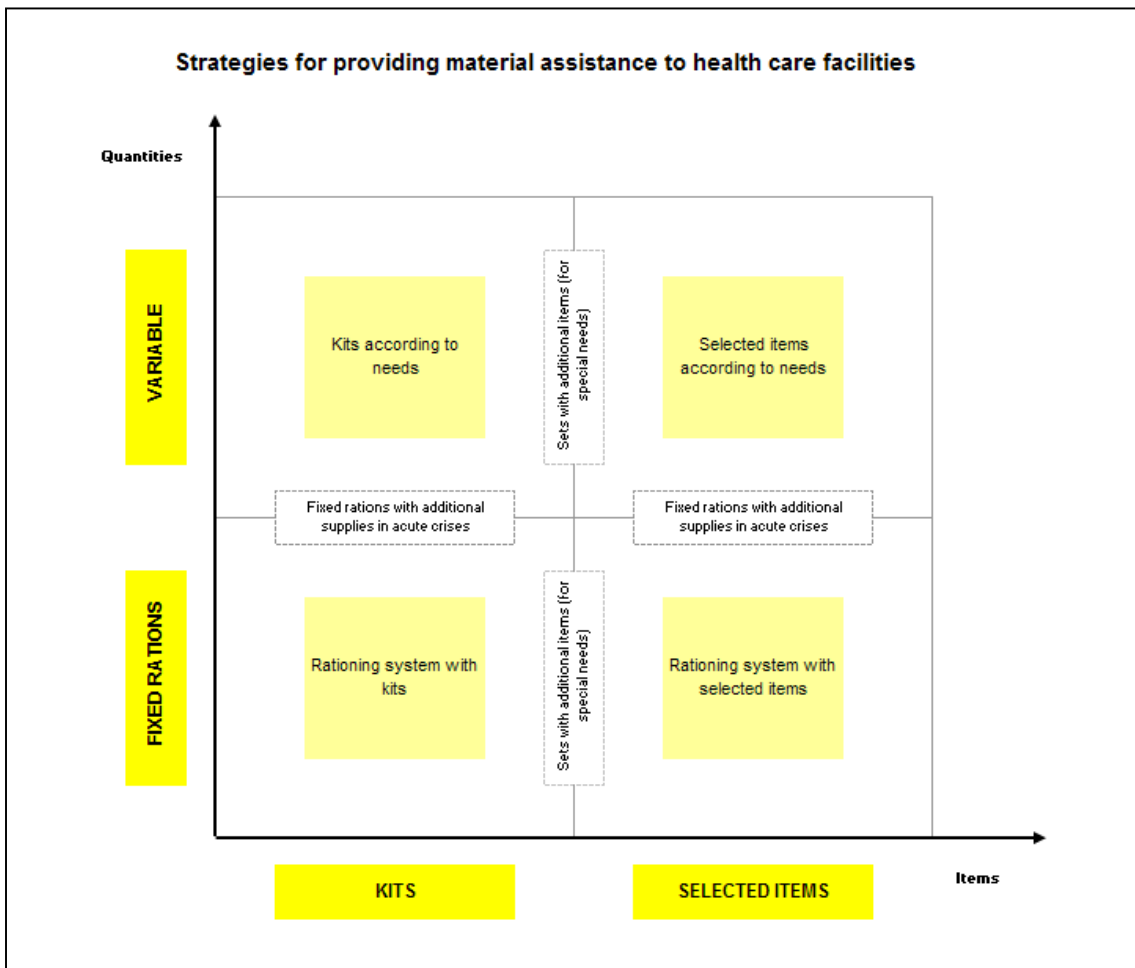 Strategies for providing material assistance to health care facilities
Quantities
VARIABLE
Kits according to
needs
Sets with additional items (for
special needs)
Selected items
according to needs
Fixed rations with additional
supplies in acute crises
Fixed rations with additional
supplies in acute crises
FIXED RATIONS
Rationing system with
kits
Sets with additional items (for
special needs)
Rationing system with
selected items
KITS
SELECTED ITEMS
Items